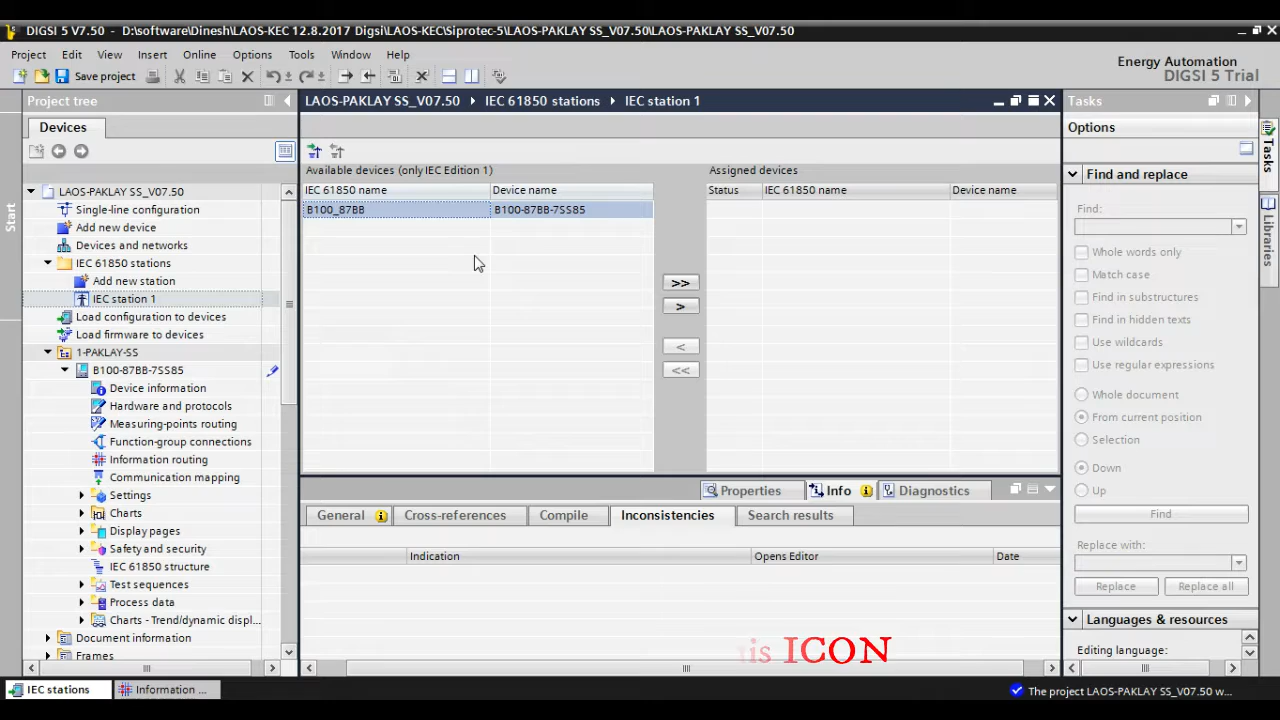 DIGSI 5 V7.50 - D:\software\Dinesh\LAOS-KEC 12.8.2017 Digsi\LAOS-KEC\Siprotec-5\LAOS-PAKLAY SS_V07.50\LAOS-PAKLAY SS_V07.50
Project Edit View Insert Online Options Tools Window Help
Energy Automation
DIGSI 5 Trial
Save project
Start
Project tree
Devices
LAOS-PAKLAY SS_V07.50
Single-line configuration
Add new device
Devices and networks
IEC 61850 stations
Add new station
IEC station 1
Load configuration to devices
Load firmware to devices
1-PAKLAY-SS
B100-87BB-7SS85
Device information
Hardware and protocols
Measuring-points routing
Function-group connections
Information routing
Communication mapping
Settings
Charts
Display pages
Safety and security
IEC 61850 structure
Test sequences
Process data
Charts - Trend/dynamic displ...
Document information
Frames
LAOS-PAKLAY SS_V07.50 IEC 61850 stations IEC station 1
Available devices (only IEC Edition 1)
IEC 61850 name Device name
B100_87BB B100-87BB-7SS85
>>
>
<
<<
Assigned devices
Status IEC 61850 name Device name
Properties Info Diagnostics
General Cross-references Compile Inconsistencies Search results
Indication Opens Editor Date
is ICON
Tasks
Options
Find and replace
Find:
Whole words only
Match case
Find in substructures
Find in hidden texts
Use wildcards
Use regular expressions
Whole document
From current position
Selection
Down
Up
Find
Replace with:
Replace Replace all
Languages & resources
Editing language:
Tasks
Libraries
IEC stations Information ...
The project LAOS-PAKLAY SS_V07.50 w...